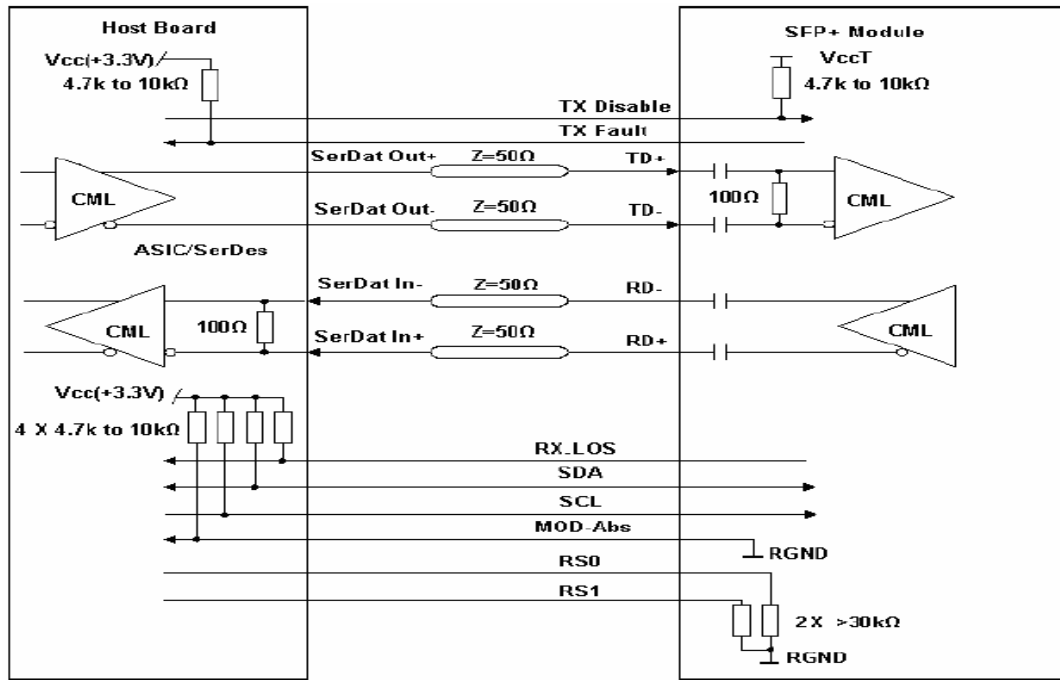 Host Board
SFP+ Module
Vcc(+3.3V)
4.7k to 10kΩ
VccT
4.7k to 10kΩ
TX Disable
TX Fault
SerDat Out+
Z=50Ω
TD+
CML
100Ω
CML
SerDat Out-
Z=50Ω
TD-
ASIC/SerDes
SerDat In-
Z=50Ω
RD-
CML
100Ω
CML
SerDat In+
Z=50Ω
RD+
Vcc(+3.3V)
4 X 4.7k to 10kΩ
RX-LOS
SDA
SCL
MOD-Abs
RGND
RS0
RS1
2 X >30kΩ
RGND